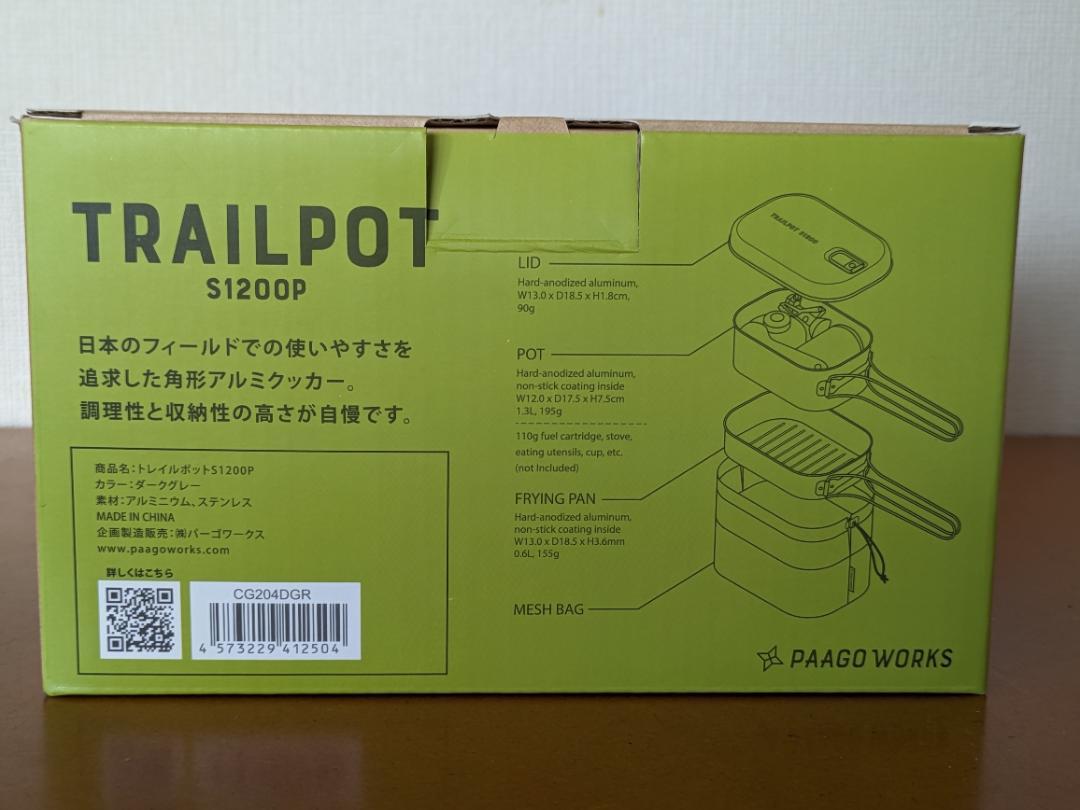 TRAILPOT
S1200P
日本のフィールドでの使いやすさを
追求した角形アルミクッカー。
調理性と収納性の高さが自慢です。
商品名:トレイルポットS1200P
カラー:ダークグレー
素材:アルミニウム、ステンレス
MADE IN CHINA
企画製造販売:㈱パーゴワークス
www.paagoworks.com
詳しくはこちら
CG204DGR
4 573229 412504
LID
Hard-anodized aluminum,
W13.0 x D18.5 x H1.8cm,
90g
POT
Hard-anodized aluminum,
non-stick coating inside
W12.0 x D17.5 x H7.5cm
1.3L, 195g
110g fuel cartridge, stove,
eating utensils, cup, etc.
(not Included)
FRYING PAN
Hard-anodized aluminum,
non-stick coating inside
W13.0 x D18.5 x H3.6mm
0.6L, 155g
MESH BAG
TRAILPOT S1200
PAAGO WORKS